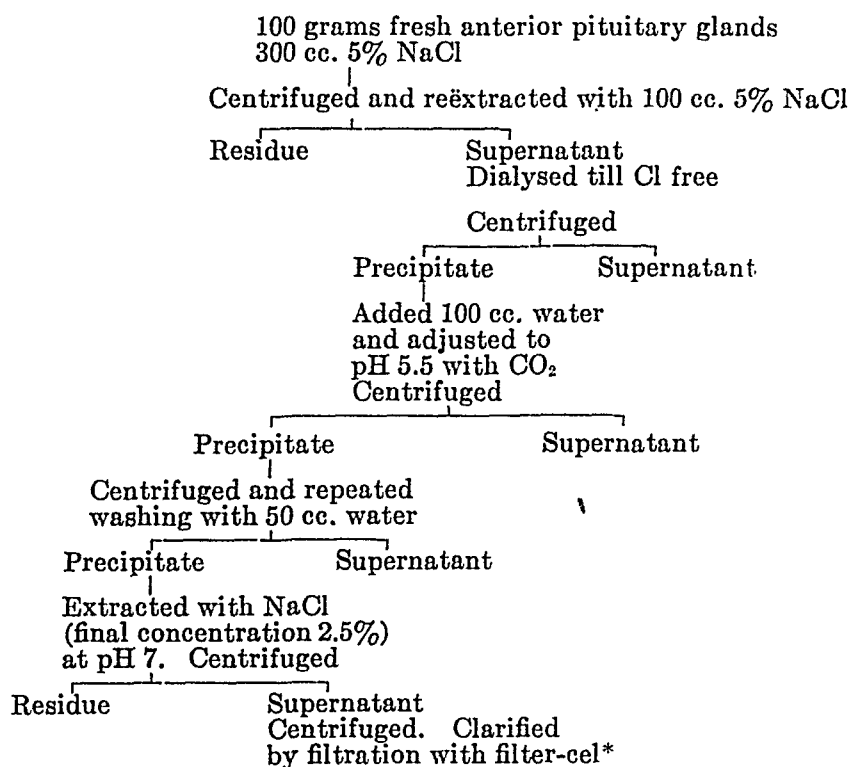 100 grams fresh anterior pituitary glands
300 cc. 5% NaCl
Centrifuged and reëxtracted with 100 cc. 5% NaCl
Residue Supernatant
Dialysed till Cl free
Centrifuged
Precipitate Supernatant
Added 100 cc. water
and adjusted to
pH 5.5 with CO₂
Centrifuged
Precipitate Supernatant
Centrifuged and repeated
washing with 50 cc. water
Precipitate Supernatant
Extracted with NaCl
(final concentration 2.5%)
at pH 7. Centrifuged
Residue Supernatant
Centrifuged. Clarified
by filtration with filter-cel*